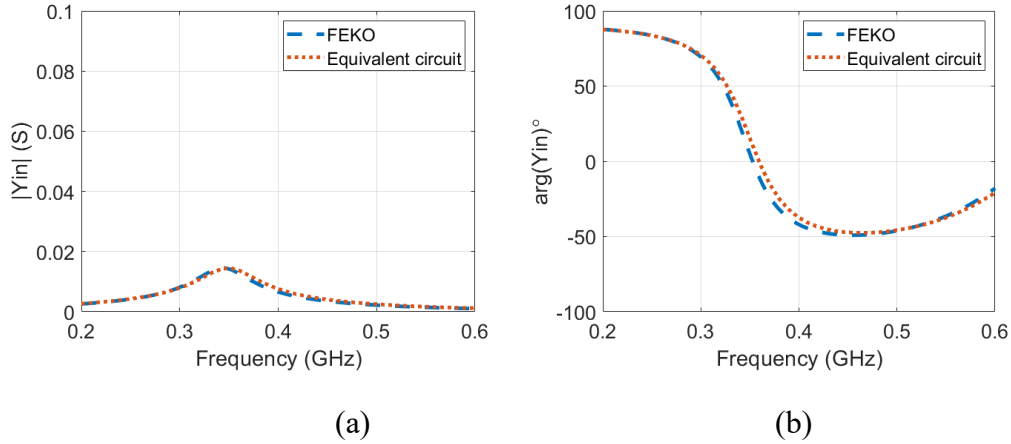 0.1
0.08
0.06
0.04
0.02
0
|Yin| (S)
0.2 0.3 0.4 0.5 0.6
Frequency (GHz)
FEKO
Equivalent circuit
(a)
100
50
0
-50
-100
arg(Yin)°
0.2 0.3 0.4 0.5 0.6
Frequency (GHz)
FEKO
Equivalent circuit
(b)